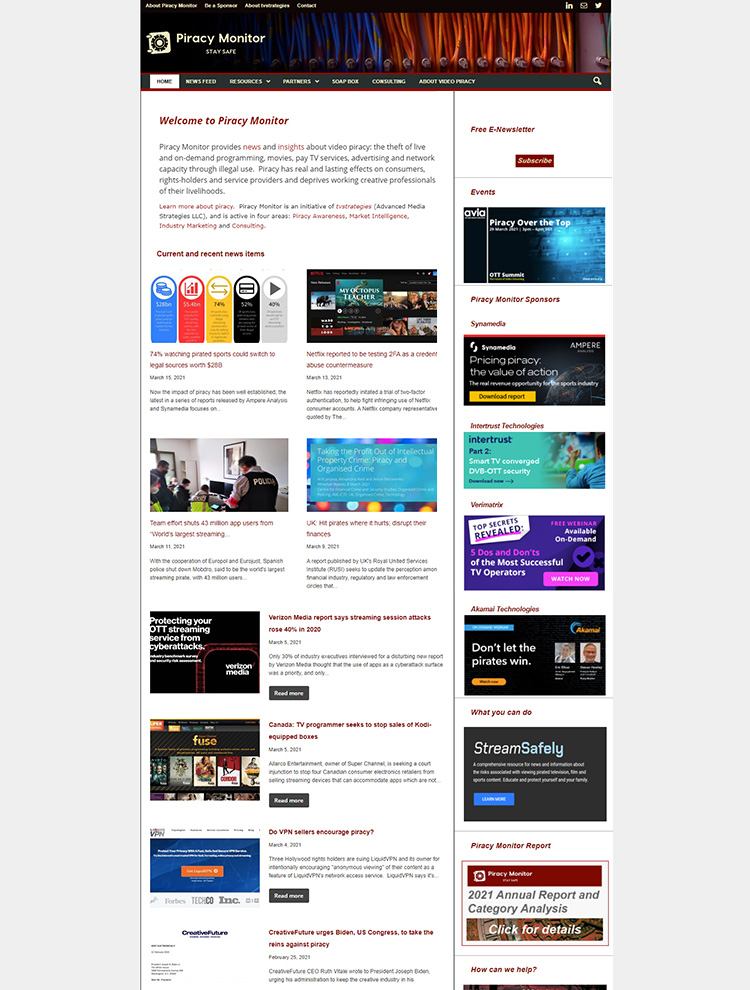 About Piracy Monitor Be a Sponsor About tvstrategies Contact
Piracy Monitor
STAY SAFE
HOME NEWS FEED RESOURCES PARTNERS SOAP BOX CONSULTING ABOUT VIDEO PIRACY
Welcome to Piracy Monitor
Piracy Monitor provides news and insights about video piracy: the theft of live
and on-demand programming, movies, pay TV services, advertising and network
capacity through illegal use. Piracy has real and lasting effects on consumers,
rights-holders and service providers and deprives working creative professionals
of their livelihoods.
Learn more about piracy. Piracy Monitor is an initiative of tvstrategies (Advanced Media
Strategies LLC), and is active in four areas: Piracy Awareness, Market Intelligence,
Industry Marketing and Consulting.
Current and recent news items
$28bn $5.4bn 74% 52% 40%
74% watching pirated sports could switch to
legal sources worth $28B
March 15, 2021
Now the impact of piracy has been well established, the
latest in a series of reports released by Ampere Analysis
and Synamedia focuses on...
NETFLIX
MY OCTOPUS
TEACHER
Netflix reported to be testing 2FA as a credent
abuse countermeasure
March 13, 2021
Netflix has reportedly initiated a trial of two-factor
authentication, to help fight infringing use of Netflix
consumer accounts. A Netflix company representative
quoted by The...
POLICIA
Team effort shuts 43 million app users from
"World's largest streaming...
March 11, 2021
With the cooperation of Europol and Eurojust, Spanish
police shut down Mobdro, said to be the world's largest
streaming pirate, with 43 million users...
Taking the Profit Out of Intellectual
Property Crime: Piracy and
Organised Crime
UK: Hit pirates where it hurts; disrupt their
finances
March 9, 2021
A report published by UK's Royal United Services
Institute (RUSI) seeks to update the perception amon
financial industry, regulatory and law enforcement
circles that...
Protecting your
OTT streaming
service from
cyberattacks.
Industry benchmark survey
and security risk assessment.
verizon
media
Verizon Media report says streaming session attacks
rose 40% in 2020
March 5, 2021
Only 30% of industry executives interviewed for a disturbing new report
by Verizon Media thought that the use of apps as a cyberattack surface
was a priority, and only...
Read more
fuse
Canada: TV programmer seeks to stop sales of Kodi-
equipped boxes
March 5, 2021
Allarco Entertainment, owner of Super Channel, is seeking a court
injunction to stop four Canadian consumer electronics retailers from
selling streaming devices that can accommodate apps which are not...
Read more
Forbes TechCo Inc.
Do VPN sellers encourage piracy?
March 4, 2021
Three Hollywood rights holders are suing LiquidVPN and its owner for
intentionally encouraging "anonymous viewing" of their content as a
feature of LiquidVPN's network access service. LiquidVPN says it's...
Read more
CreativeFuture
CreativeFuture urges Biden, US Congress, to take the
reins against piracy
February 25, 2021
CreativeFuture CEO Ruth Vitale wrote to President Joseph Biden,
urging his administration to keep the creative industry in his
Free E-Newsletter
Subscribe
Events
avia
Piracy Over the Top
29 March 2021 | 3pm –
OTT Summit
Piracy Monitor Sponsors
Synamedia
Synamedia AMPERE
ANALYSIS
Pricing piracy:
the value of action
The real revenue opportunity for the sports industry
Download report
Intertrust Technologies
intertrust
Part 2:
Smart TV converged
DVB-OTT security
Download now
Verimatrix
TOP SECRETS
REVEALED:
FREE WEBINAR
Available
On-Demand
5 Dos and Don'ts
of the Most Successful
TV Operators
WATCH NOW
Akamai Technologies
Akamai
Don't let the
pirates win.
Watch now
What you can do
StreamSafely
A comprehensive resource for news and information about
the risks associated with viewing pirated television, film and
sports content. Educate and protect yourself and your family.
LEARN MORE
Piracy Monitor Report
Piracy Monitor
STAY SAFE
2021 Annual Report and
Category Analysis
Click for details
How can we help?